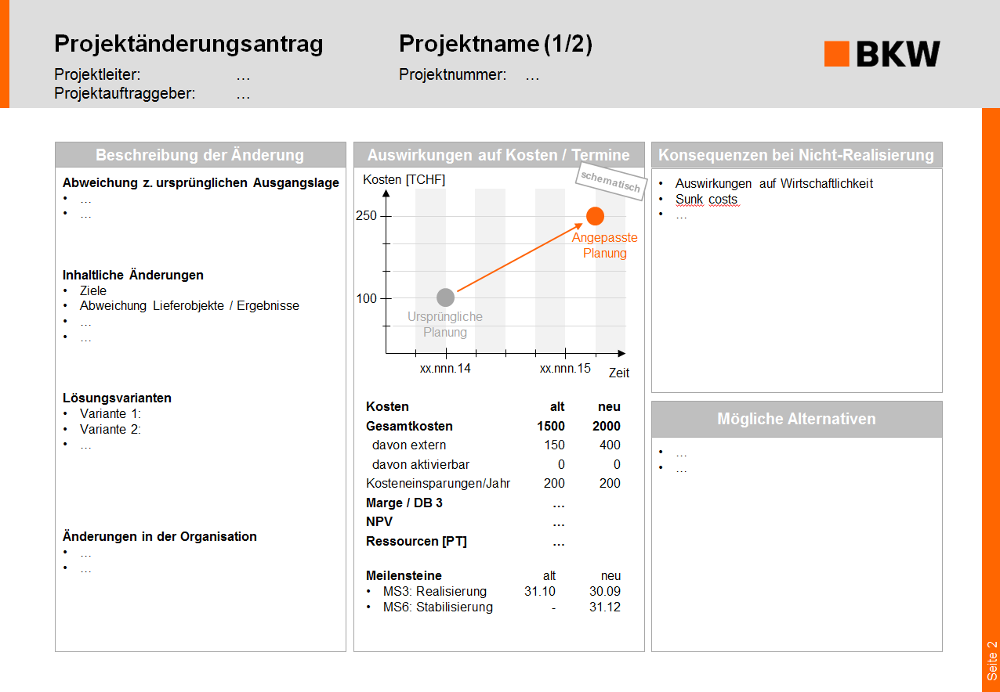 Projektänderungsantrag
Projektname (1/2)
Projektleiter: …
Projektnummer: …
Projektauftraggeber: …
BKW
Beschreibung der Änderung
Abweichung z. ursprünglichen Ausgangslage
• …
• …
Inhaltliche Änderungen
• Ziele
• Abweichung Lieferobjekte / Ergebnisse
• …
• …
Lösungsvarianten
• Variante 1:
• Variante 2:
• …
Änderungen in der Organisation
• …
• …
Auswirkungen auf Kosten / Termine
schematisch
Kosten [TCHF]
250
Angepasste
Planung
100
Ursprüngliche
Planung
xx.nnn.14 xx.nnn.15
Zeit
Kosten alt neu
Gesamtkosten 1500 2000
davon extern 150 400
davon aktivierbar 0 0
Kosteneinsparungen/Jahr 200 200
Marge / DB 3 …
NPV …
Ressourcen [PT] …
Meilensteine alt neu
• MS3: Realisierung 31.10 30.09
• MS6: Stabilisierung - 31.12
Konsequenzen bei Nicht-Realisierung
• Auswirkungen auf Wirtschaftlichkeit
• Sunk costs
• …
Mögliche Alternativen
• …
• …
Seite 2